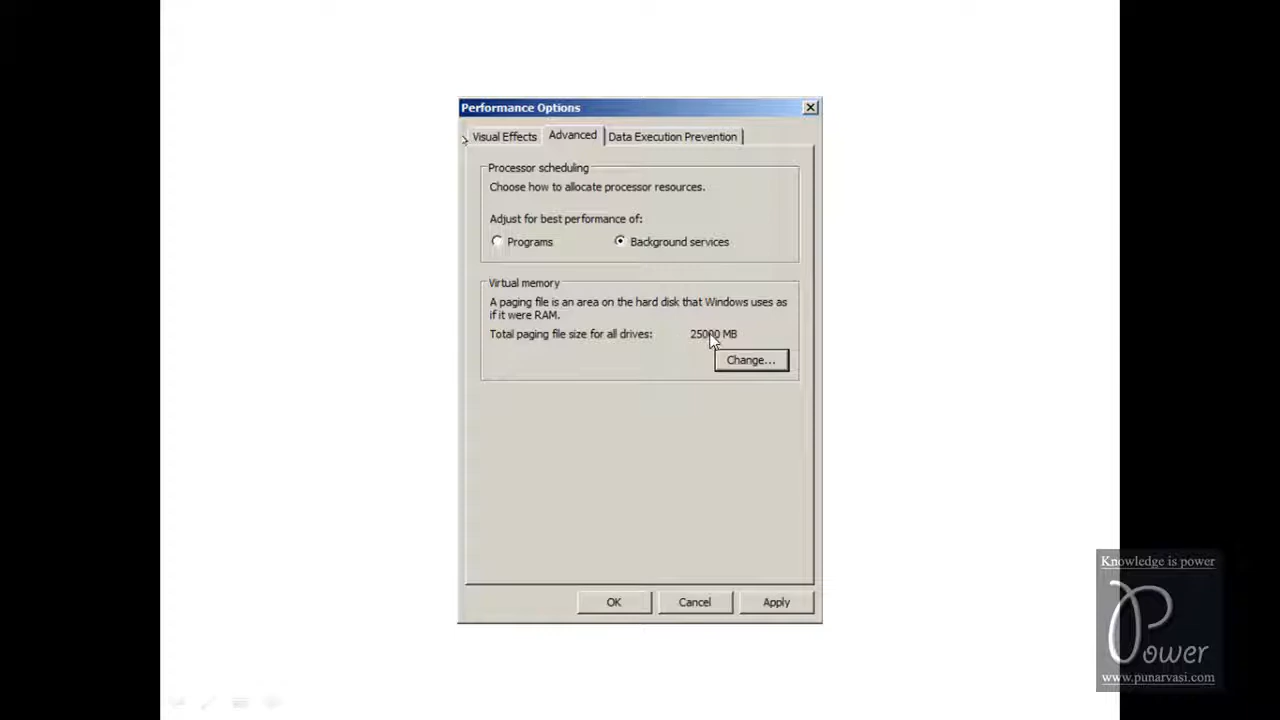 Performance Options
Visual Effects
Advanced
Data Execution Prevention
Processor scheduling
Choose how to allocate processor resources.
Adjust for best performance of:
Programs
Background services
Virtual memory
A paging file is an area on the hard disk that Windows uses as
if it were RAM.
Total paging file size for all drives:
25000 MB
Change...
OK
Cancel
Apply
Knowledge is power
Power
www.punarvasi.com